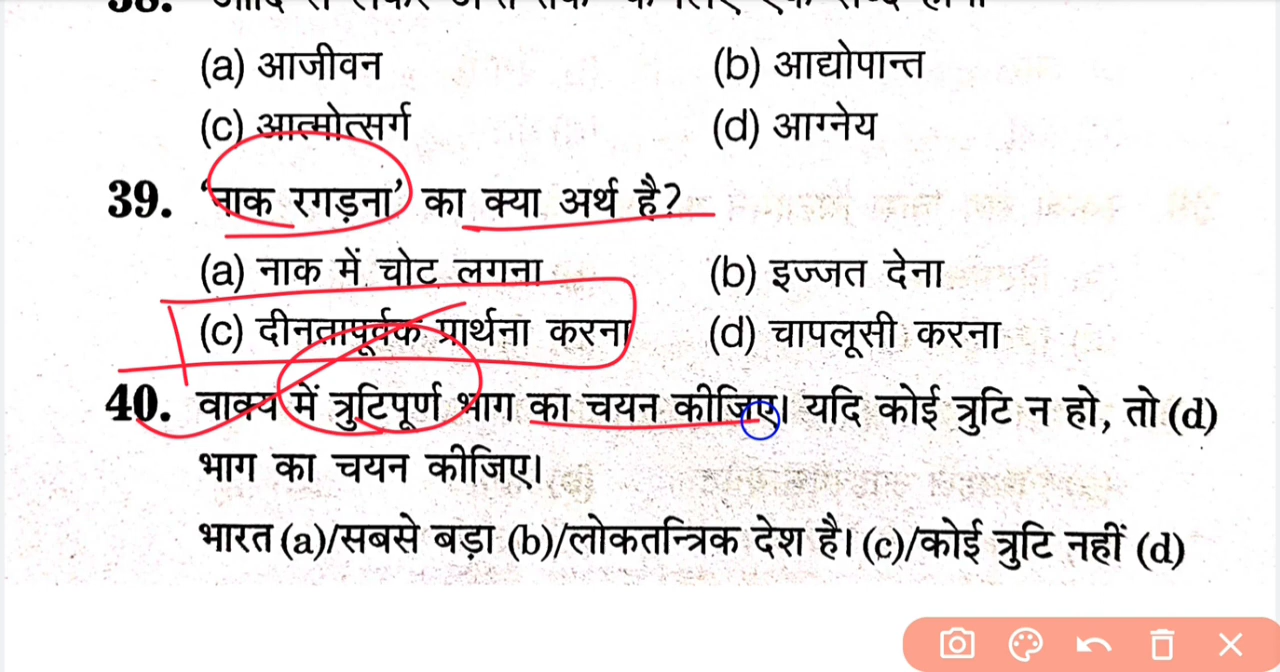 38.
(a) आजीवन (b) आद्योपान्त
(c) आत्मोत्सर्ग (d) आग्नेय
39. 'नाक रगड़ना' का क्या अर्थ है?
(a) नाक में चोट लगना (b) इज्जत देना
(c) दीनतापूर्वक प्रार्थना करना (d) चापलूसी करना
40. वाक्य में त्रुटिपूर्ण भाग का चयन कीजिए। यदि कोई त्रुटि न हो, तो (d)
भाग का चयन कीजिए।
भारत (a)/सबसे बड़ा (b)/लोकतन्त्रिक देश है। (c)/कोई त्रुटि नहीं (d)